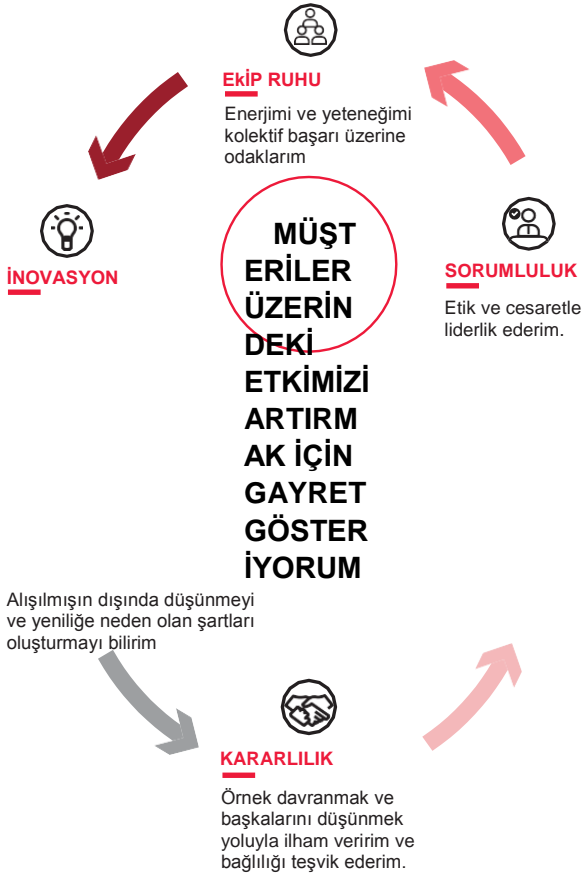 EkİP RUHU
Enerjimi ve yeteneğimi
kolektif başarı üzerine
odaklarım
İNOVASYON
MÜŞT
ERİLER
ÜZERİN
DEKİ
ETKİMİZİ
ARTIRM
AK İÇİN
GAYRET
GÖSTER
İYORUM
SORUMLULUK
Etik ve cesaretle
liderlik ederim.
Alışılmışın dışında düşünmeyi
ve yeniliğe neden olan şartları
oluşturmayı bilirim
KARARLILIK
Örnek davranmak ve
başkalarını düşünmek
yoluyla ilham veririm ve
bağlılığı teşvik ederim.